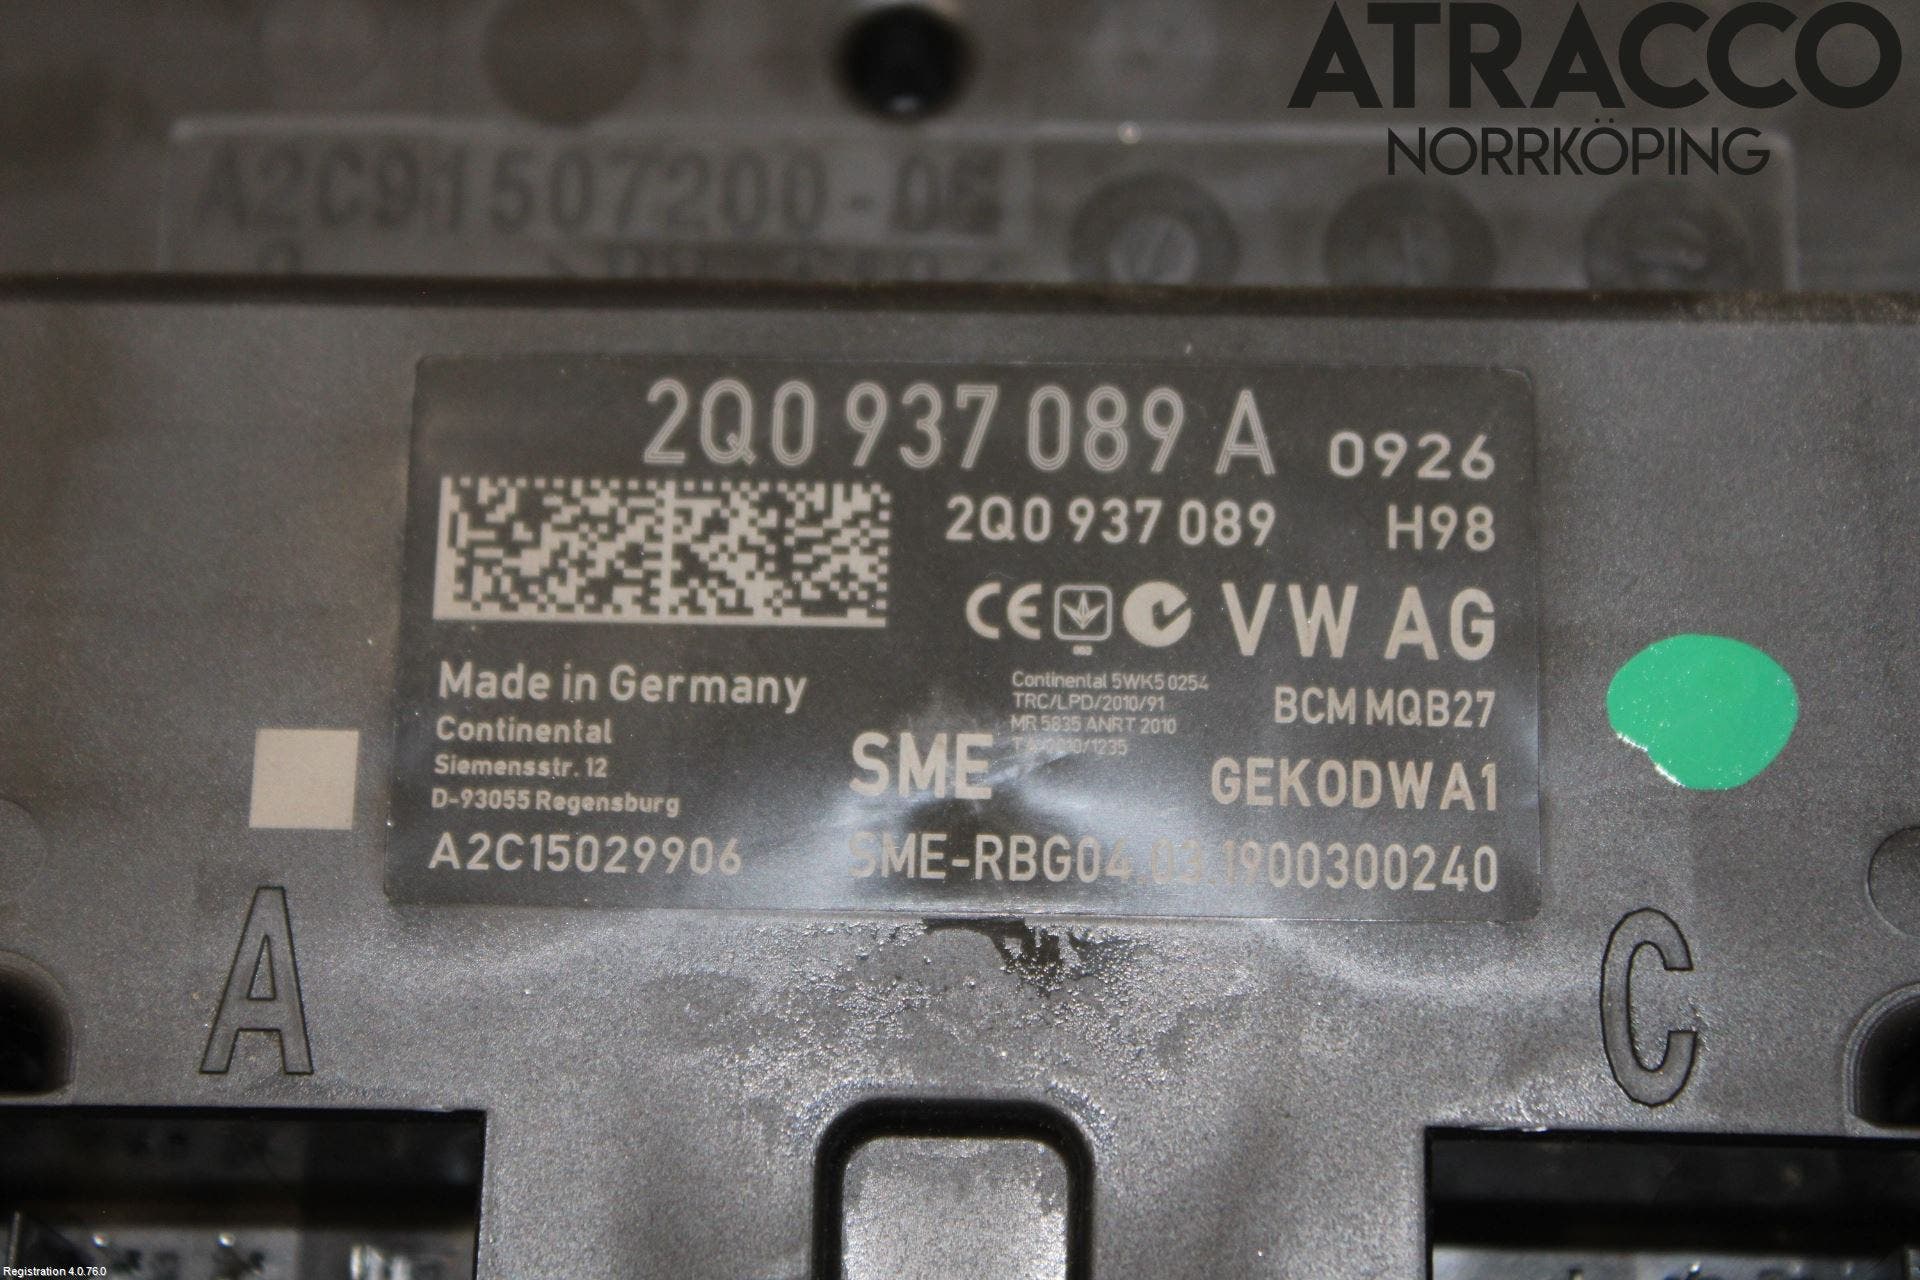 ATRACCO
NORRKÖPING
A2C91507200-06
2Q0 937 089 A 0926
2Q0 937 089 H98
CE VW AG
Made in Germany
Continental 5WK5 0254
TRC/LPD/2010/91
MR 5835 ANRT 2010
BCM MQB27
Continental
Siemensstr. 12
D-93055 Regensburg
SME
GEK0DWA1
A2C15029906
SME-RBG04.03.1900300240
A
C
Registration 4.0.76.0